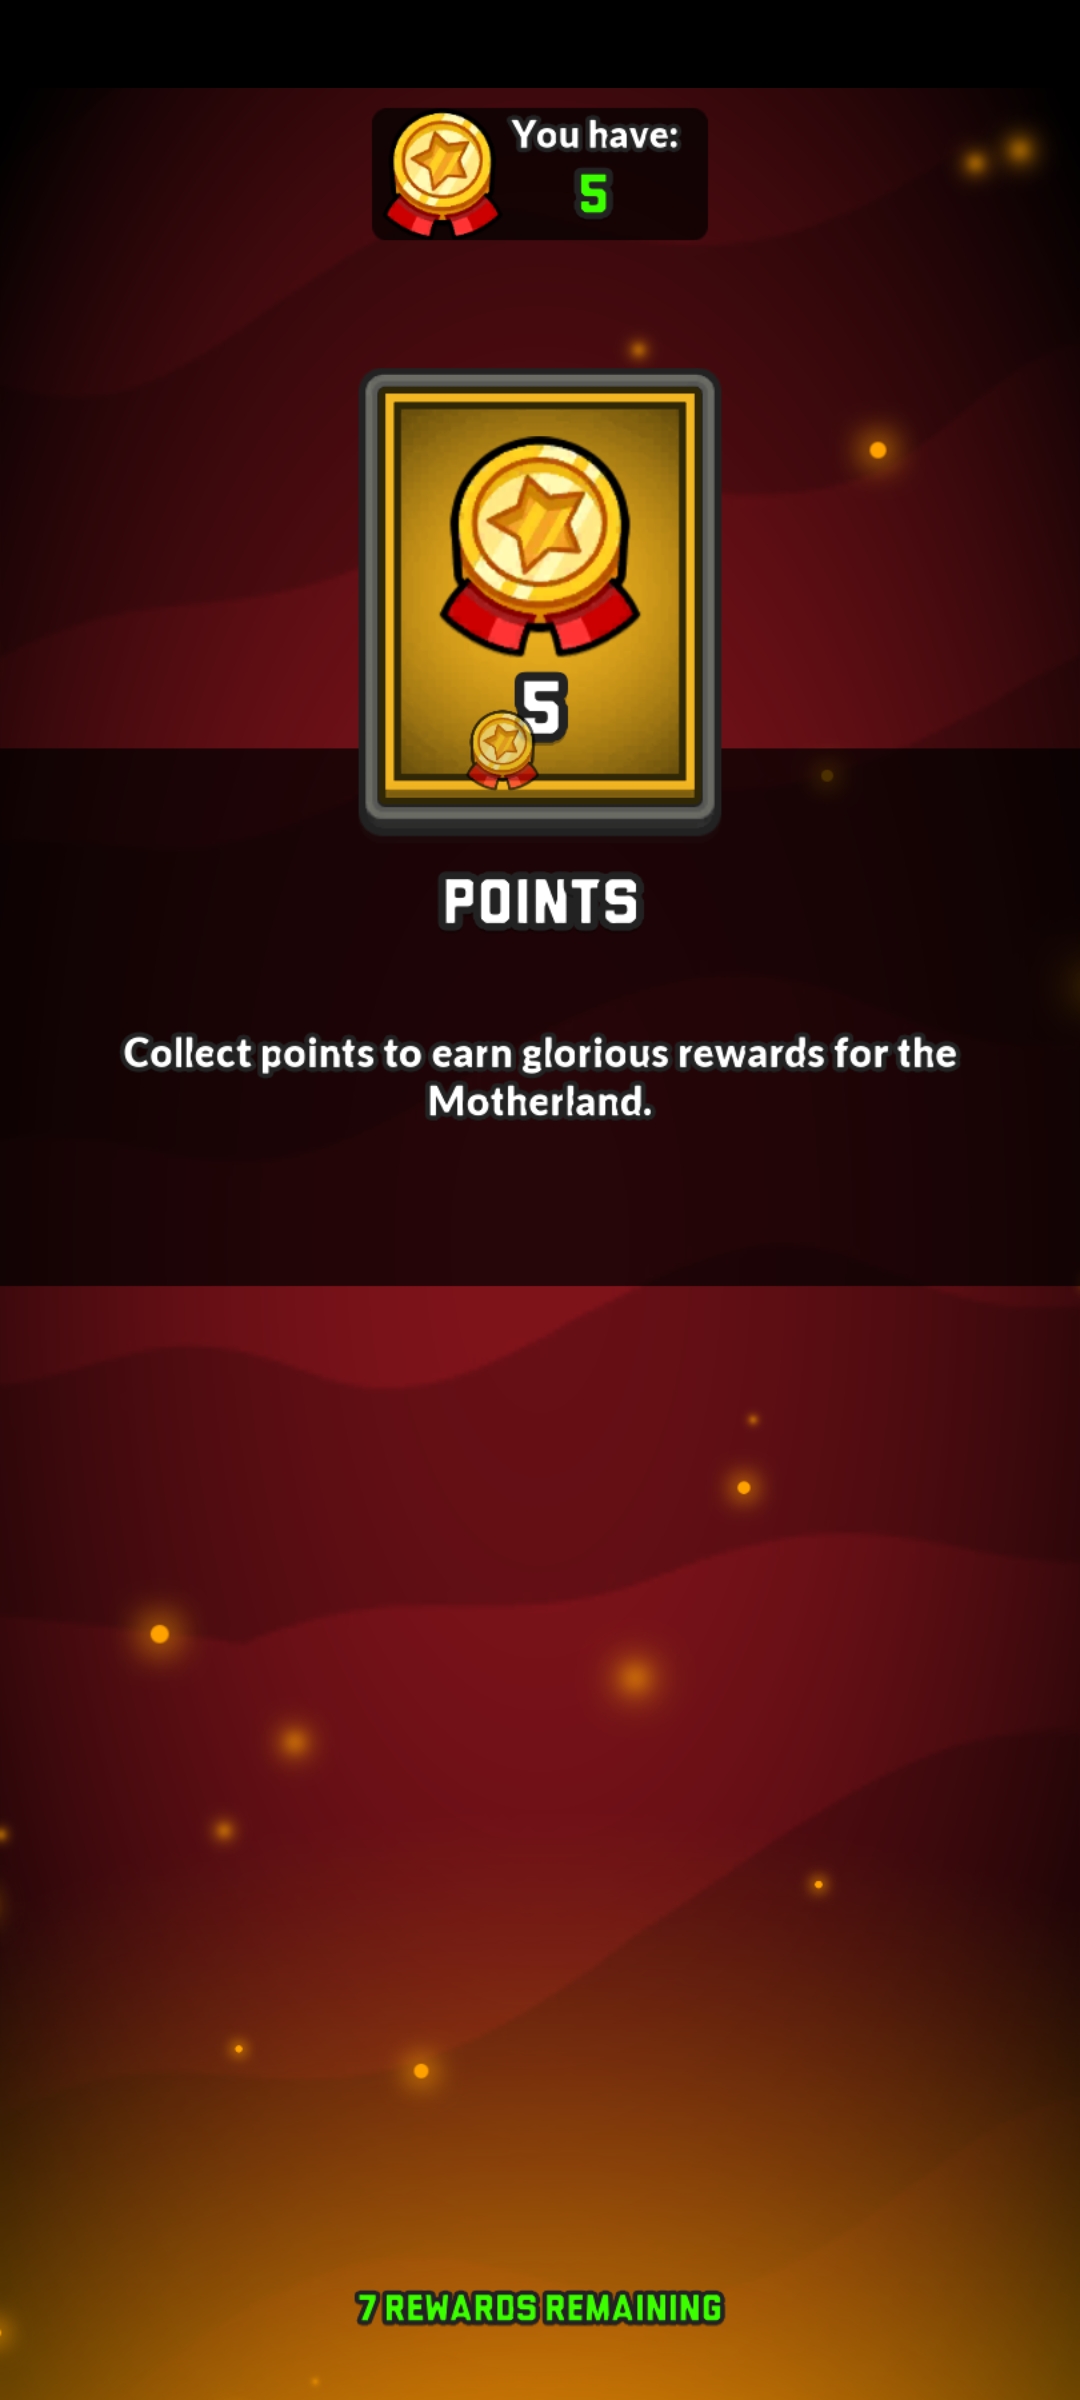 You have:
5
5
POINTS
Collect points to earn glorious rewards for the
Motherland.
7 REWARDS REMAINING